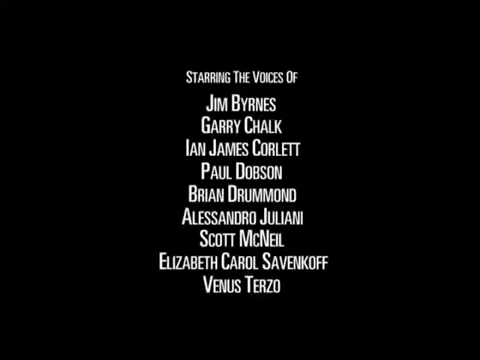 Starring The Voices Of
Jim Byrnes
Garry Chalk
Ian James Corlett
Paul Dobson
Brian Drummond
Alessandro Juliani
Scott McNeil
Elizabeth Carol Savenkoff
Venus Terzo